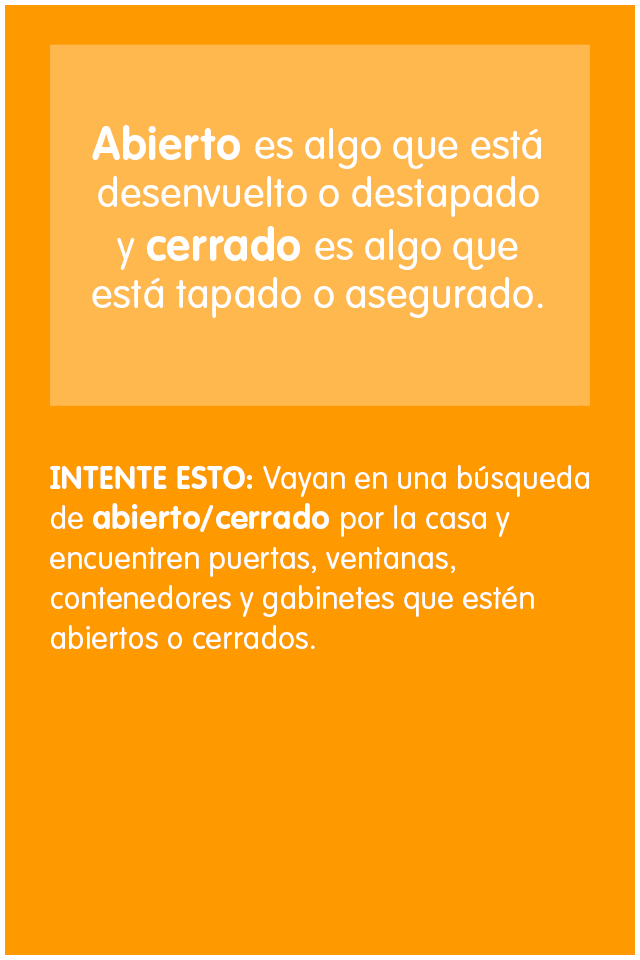 Abierto es algo que está
desenvuelto o destapado
y cerrado es algo que
está tapado o asegurado.
INTENTE ESTO: Vayan en una búsqueda
de abierto/cerrado por la casa y
encuentren puertas, ventanas,
contenedores y gabinetes que estén
abiertos o cerrados.